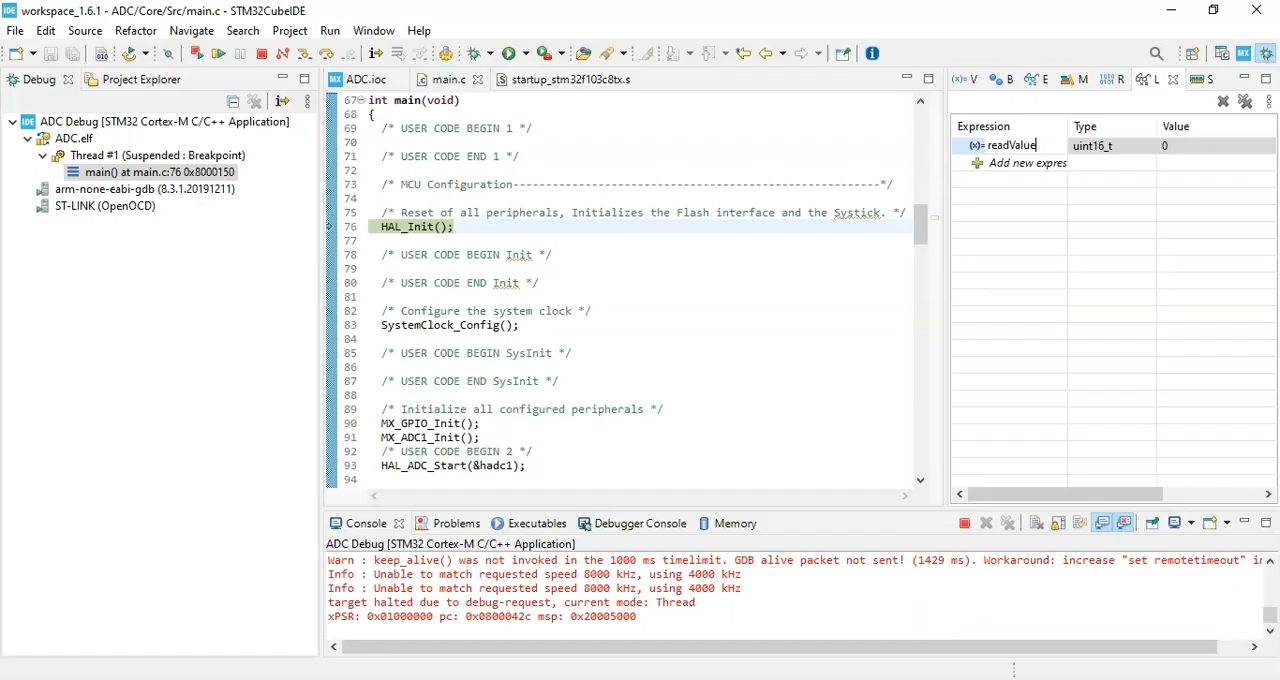 IDE workspace_1.6.1 - ADC/Core/Src/main.c - STM32CubeIDE
File Edit Source Refactor Navigate Search Project Run Window Help
Debug Project Explorer
ADC Debug [STM32 Cortex-M C/C++ Application]
ADC.elf
Thread #1 (Suspended : Breakpoint)
main() at main.c:76 0x8000150
arm-none-eabi-gdb (8.3.1.20191211)
ST-LINK (OpenOCD)
MX ADC.ioc main.c startup_stm32f103c8tx.s
67 int main(void)
68 {
69 /* USER CODE BEGIN 1 */
70
71 /* USER CODE END 1 */
72
73 /* MCU Configuration--------------------------------------------------------*/
74
75 /* Reset of all peripherals, Initializes the Flash interface and the Systick. */
76 HAL_Init();
77
78 /* USER CODE BEGIN Init */
79
80 /* USER CODE END Init */
81
82 /* Configure the system clock */
83 SystemClock_Config();
84
85 /* USER CODE BEGIN SysInit */
86
87 /* USER CODE END SysInit */
88
89 /* Initialize all configured peripherals */
90 MX_GPIO_Init();
91 MX_ADC1_Init();
92 /* USER CODE BEGIN 2 */
93 HAL_ADC_Start(&hadc1);
94
(x)= V B E M R L S
Expression Type Value
(x)= readValue uint16_t 0
Add new expres
Console Problems Executables Debugger Console Memory
ADC Debug [STM32 Cortex-M C/C++ Application]
Warn : keep_alive() was not invoked in the 1000 ms timelimit. GDB alive packet not sent! (1429 ms). Workaround: increase "set remotetimeout" i
Info : Unable to match requested speed 8000 kHz, using 4000 kHz
Info : Unable to match requested speed 8000 kHz, using 4000 kHz
target halted due to debug-request, current mode: Thread
xPSR: 0x01000000 pc: 0x0800042c msp: 0x20005000